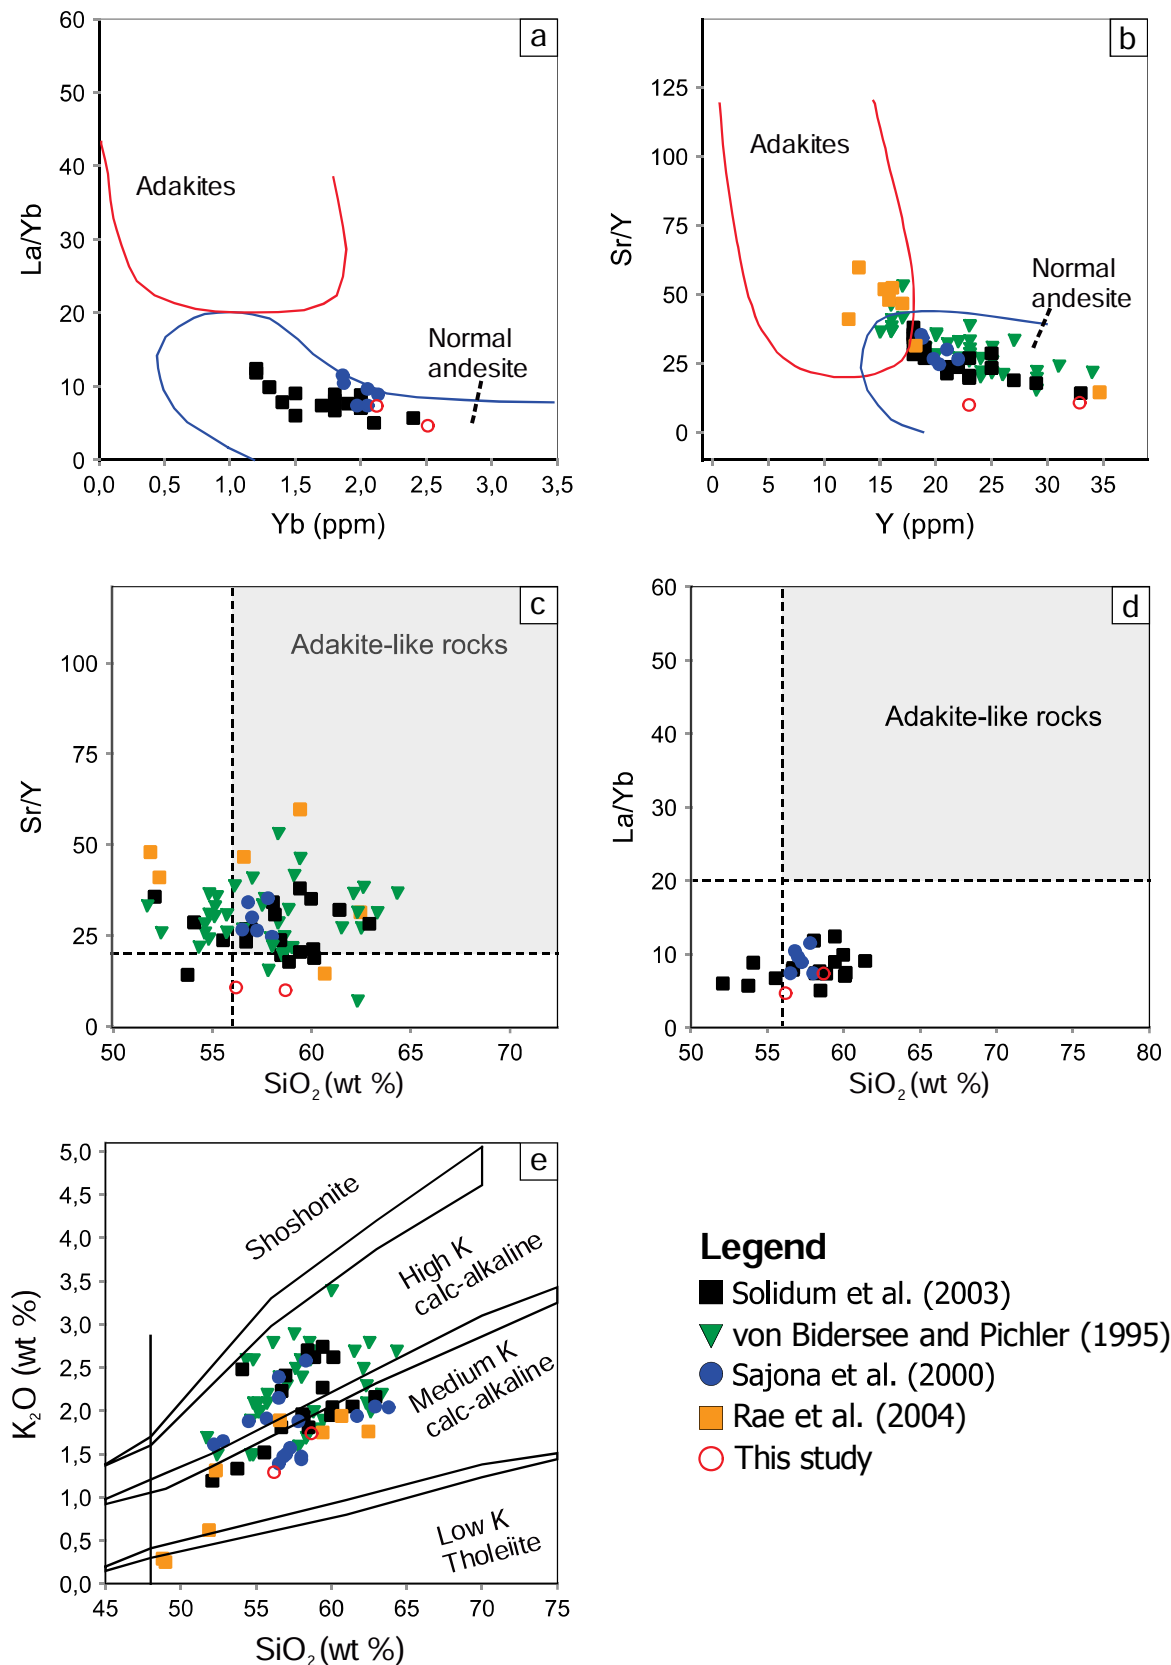 a
60
50
40
30
20
10
0
La/Yb
Adakites
Normal
andesite
0,0 0,5 1,0 1,5 2,0 2,5 3,0 3,5
Yb (ppm)
b
125
100
75
50
25
0
Sr/Y
Adakites
Normal
andesite
0 5 10 15 20 25 30 35
Y (ppm)
c
100
75
50
25
0
Sr/Y
Adakite-like rocks
50 55 60 65 70
SiO₂ (wt %)
d
60
50
40
30
20
10
0
La/Yb
Adakite-like rocks
50 55 60 65 70 75 80
SiO₂ (wt %)
e
5,0
4,5
4,0
3,5
3,0
2,5
2,0
1,5
1,0
0,5
0,0
K₂O (wt %)
Shoshonite
High K
calc-alkaline
Medium K
calc-alkaline
Low K
Tholeiite
45 50 55 60 65 70 75
SiO₂ (wt %)
Legend
Solidum et al. (2003)
von Bidersee and Pichler (1995)
Sajona et al. (2000)
Rae et al. (2004)
This study